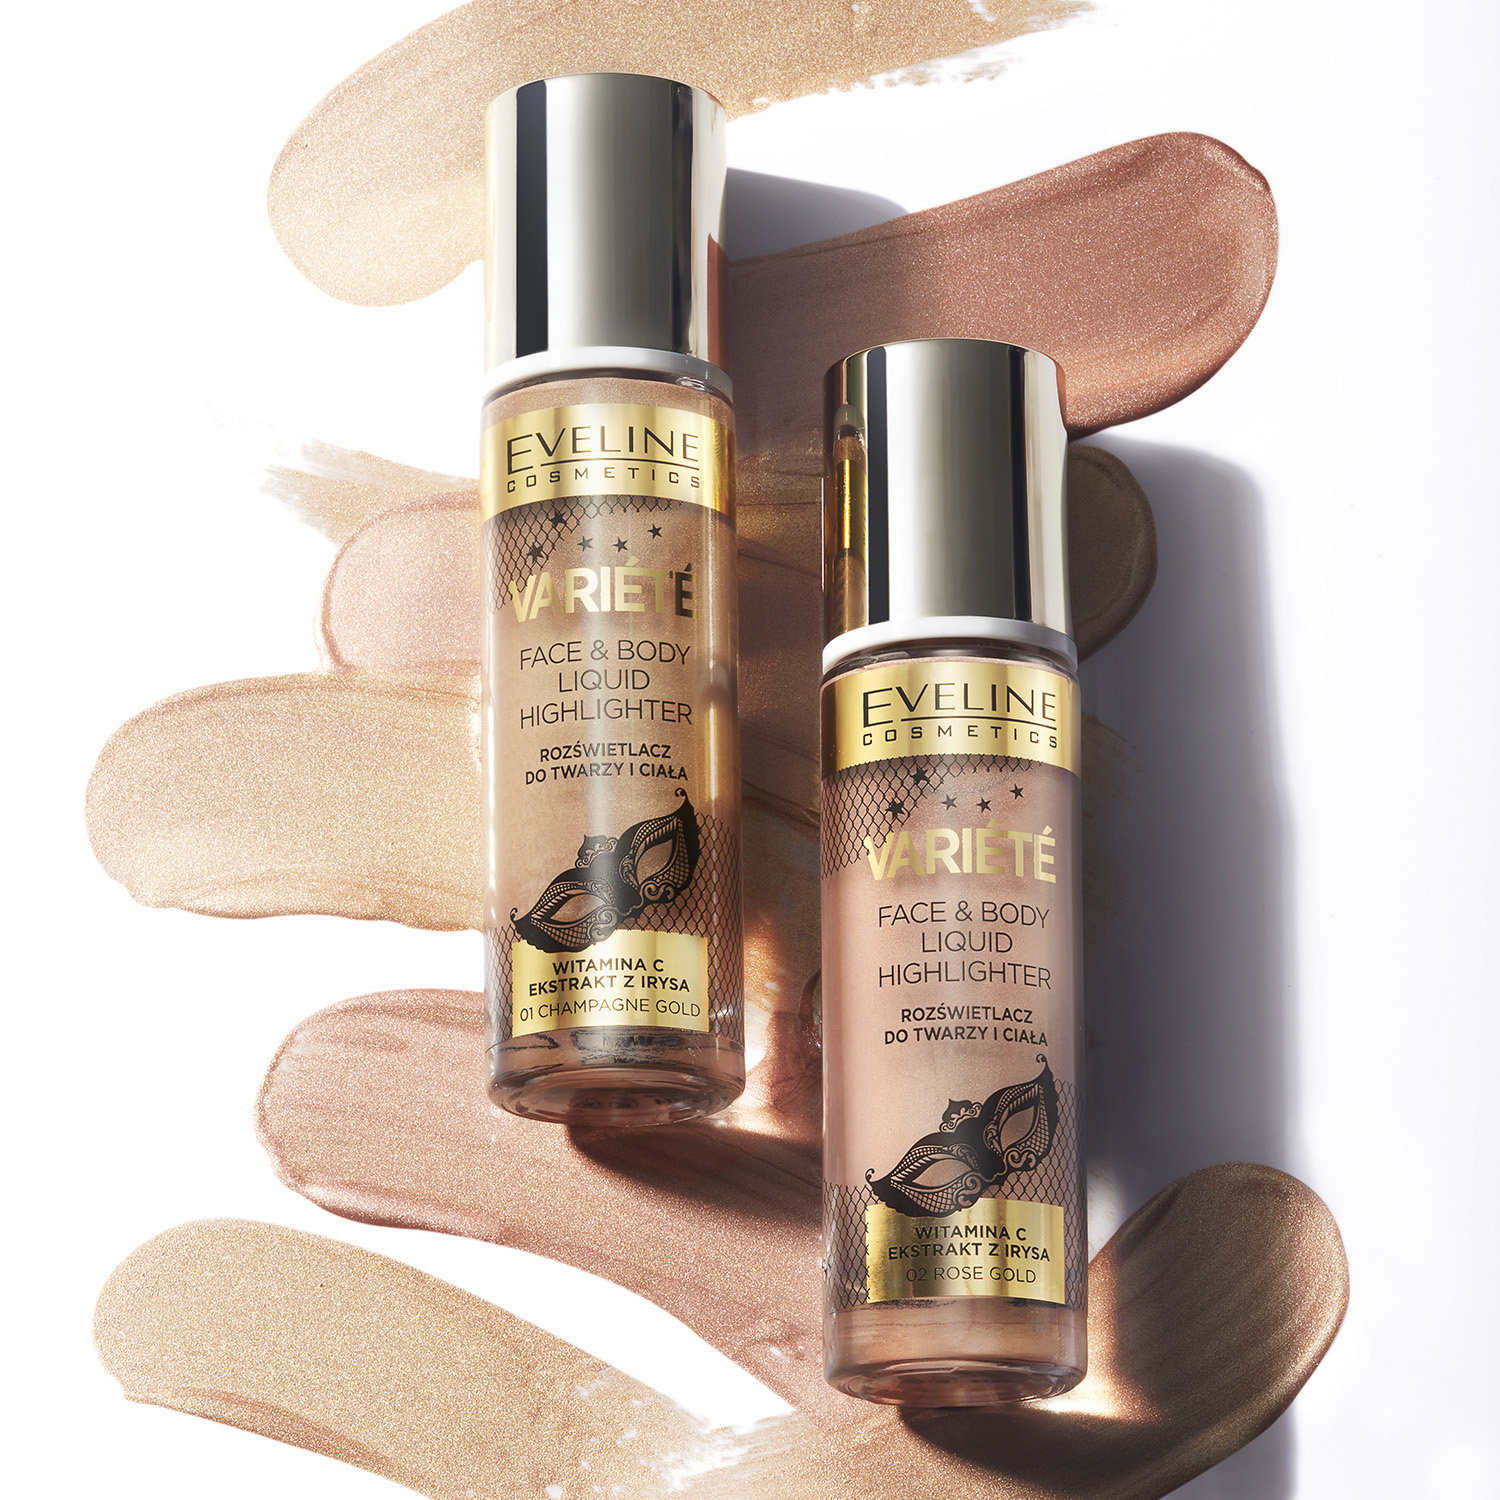 EVELINE
COSMETICS
VARIÉTÉ
FACE & BODY
LIQUID
HIGHLIGHTER
ROZŚWIETLACZ
DO TWARZY I CIAŁA
WITAMINA C
EKSTRAKT Z IRYSA
01 CHAMPAGNE GOLD
EVELINE
COSMETICS
VARIÉTÉ
FACE & BODY
LIQUID
HIGHLIGHTER
ROZŚWIETLACZ
DO TWARZY I CIAŁA
WITAMINA C
EKSTRAKT Z IRYSA
02 ROSE GOLD